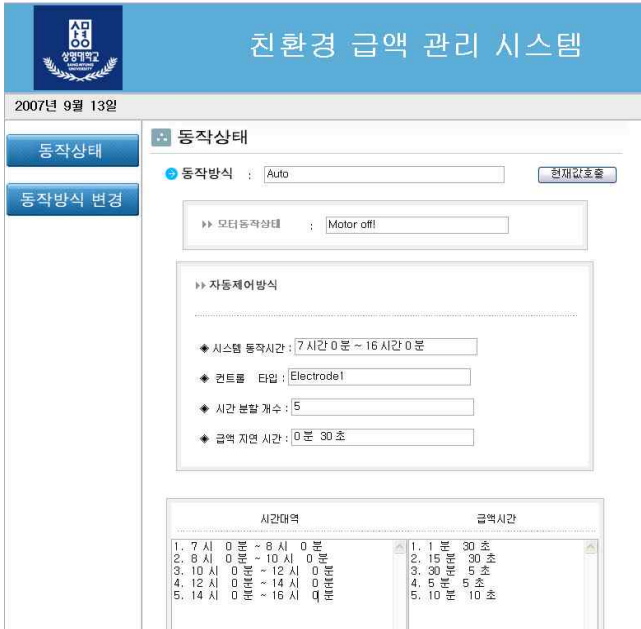 상명
상명대학교
SANGMYUNG
UNIVERSITY
친환경 급액 관리 시스템
2007년 9월 13일
동작상태
동작방식 변경
동작상태
동작방식 : Auto 현재값호출
모터동작상태 : Motor off!
자동제어방식
시스템 동작시간 : 7 시간 0 분 ~ 16 시간 0 분
컨트롤 타입 : Electrode1
시간 분할 개수 : 5
급액 지연 시간 : 0 분 30 초
시간대역 급액시간
1. 7 시 0 분 ~ 8 시 0 분 1. 1 분 30 초
2. 8 시 0 분 ~ 10 시 0 분 2. 15 분 30 초
3. 10 시 0 분 ~ 12 시 0 분 3. 30 분 5 초
4. 12 시 0 분 ~ 14 시 0 분 4. 5 분 5 초
5. 14 시 0 분 ~ 16 시 0 분 5. 10 분 10 초